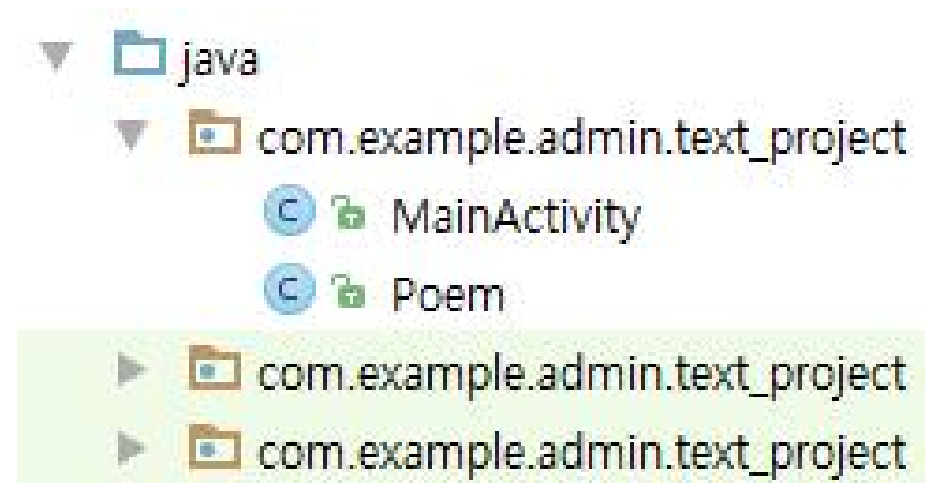 java
com.example.admin.text_project
C MainActivity
C Poem
com.example.admin.text_project
com.example.admin.text_project